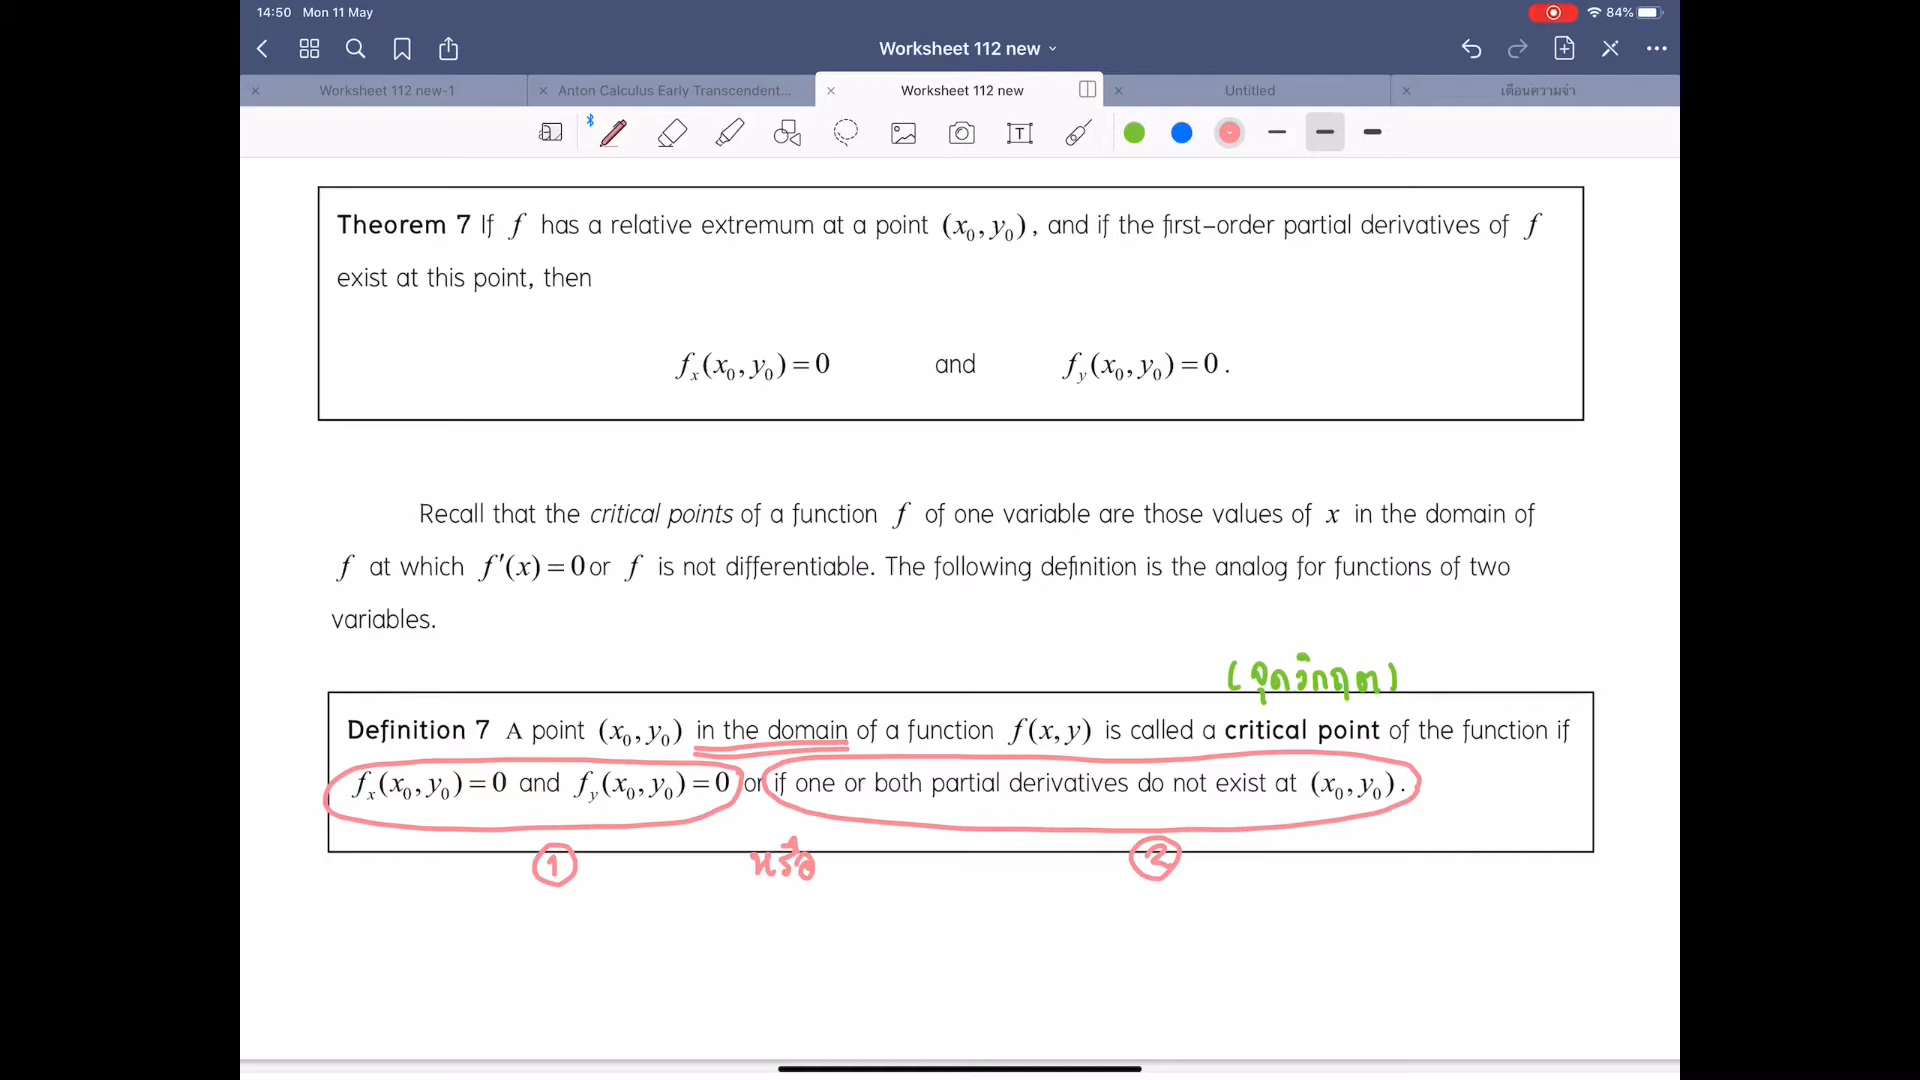 14:50 Mon 11 May
84%
Worksheet 112 new
Worksheet 112 new-1
Anton Calculus Early Transcendent...
Worksheet 112 new
Untitled
เตือนความจำ
Theorem 7 If f has a relative extremum at a point (x₀, y₀), and if the first-order partial derivatives of f
exist at this point, then
fₓ(x₀, y₀) = 0 and f_y(x₀, y₀) = 0.
Recall that the critical points of a function f of one variable are those values of x in the domain of
f at which f′(x) = 0 or f is not differentiable. The following definition is the analog for functions of two
variables.
(จุดวิกฤต)
Definition 7 A point (x₀, y₀) in the domain of a function f(x, y) is called a critical point of the function if
fₓ(x₀, y₀) = 0 and f_y(x₀, y₀) = 0 or if one or both partial derivatives do not exist at (x₀, y₀).
① หรือ ②